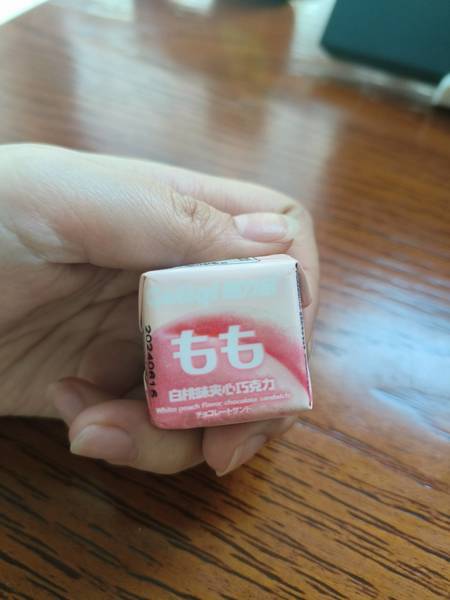 もも
白桃味夹心巧克力
White peach flavor chocolate sandwich
チョコレートサンド
20240616